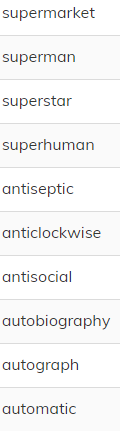 supermarket
superman
superstar
superhuman
antiseptic
anticlockwise
antisocial
autobiography
autograph
automatic